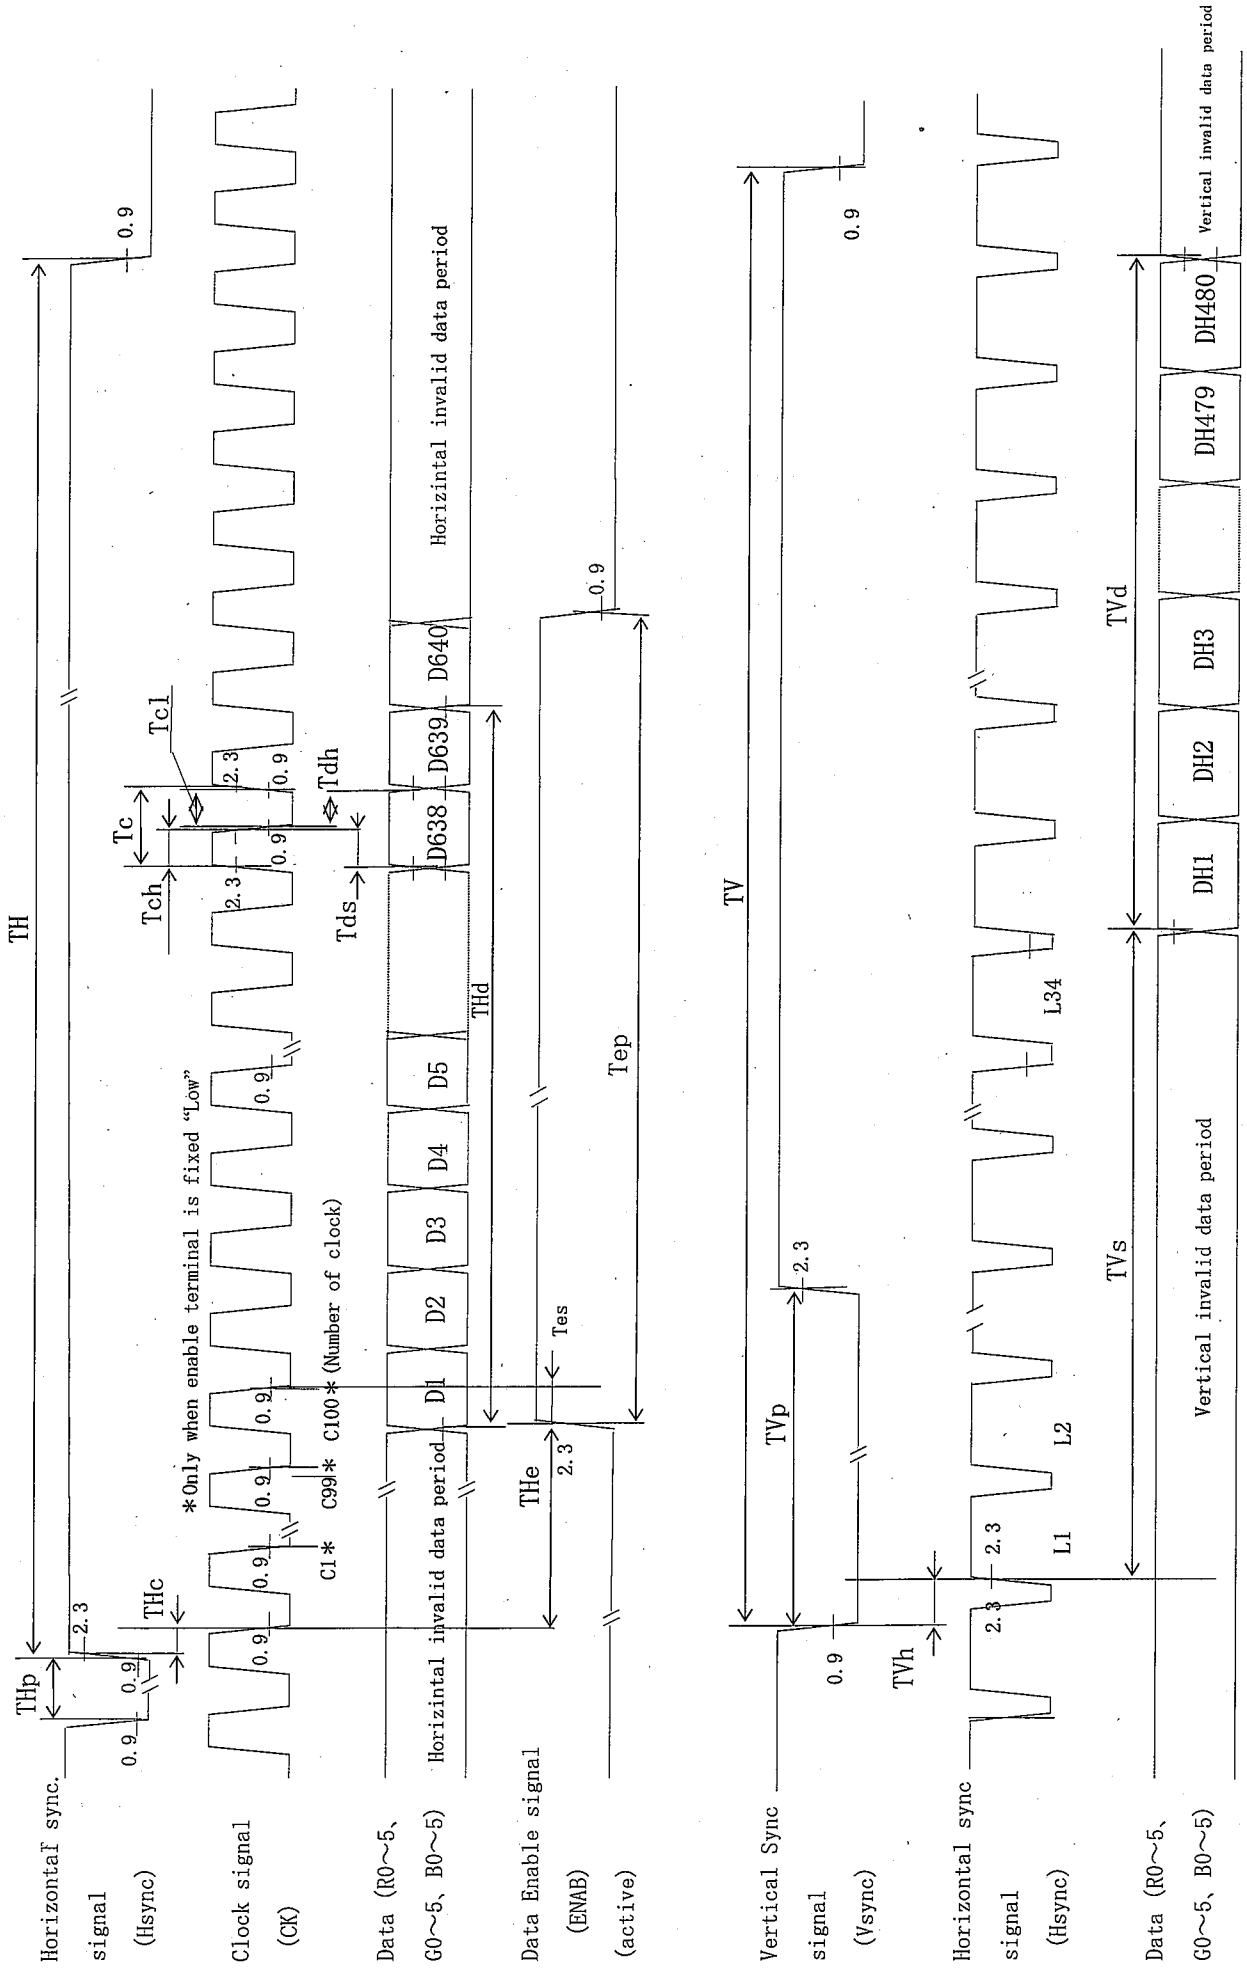 TH
THp
THc
Horizontal sync.
signal
(Hsync)
0.9
0.9
2.3
0.9
*Only when enable terminal is fixed “Low”
Tch
Tc
Tcl
Clock signal
(CK)
0.9
0.9
0.9
0.9
0.9
2.3
0.9
2.3
0.9
C1*
C99*
C100*(Number of clock)
Tds
Tdh
Data (R0～5、
G0～5、B0～5)
Horizintal invalid data period
D1
D2
D3
D4
D5
D638
D639
D640
Horizintal invalid data period
THd
Data Enable signal
(ENAB)
(active)
THe
2.3
Tes
0.9
Tep
TV
TVp
Vertical Sync
signal
(Vsync)
0.9
2.3
0.9
TVh
Horizontal sync
signal
(Hsync)
2.3
2.3
L1
L2
L34
TVs
TVd
Data (R0～5、
G0～5、B0～5)
Vertical invalid data period
DH1
DH2
DH3
DH479
DH480
Vertical invalid data period